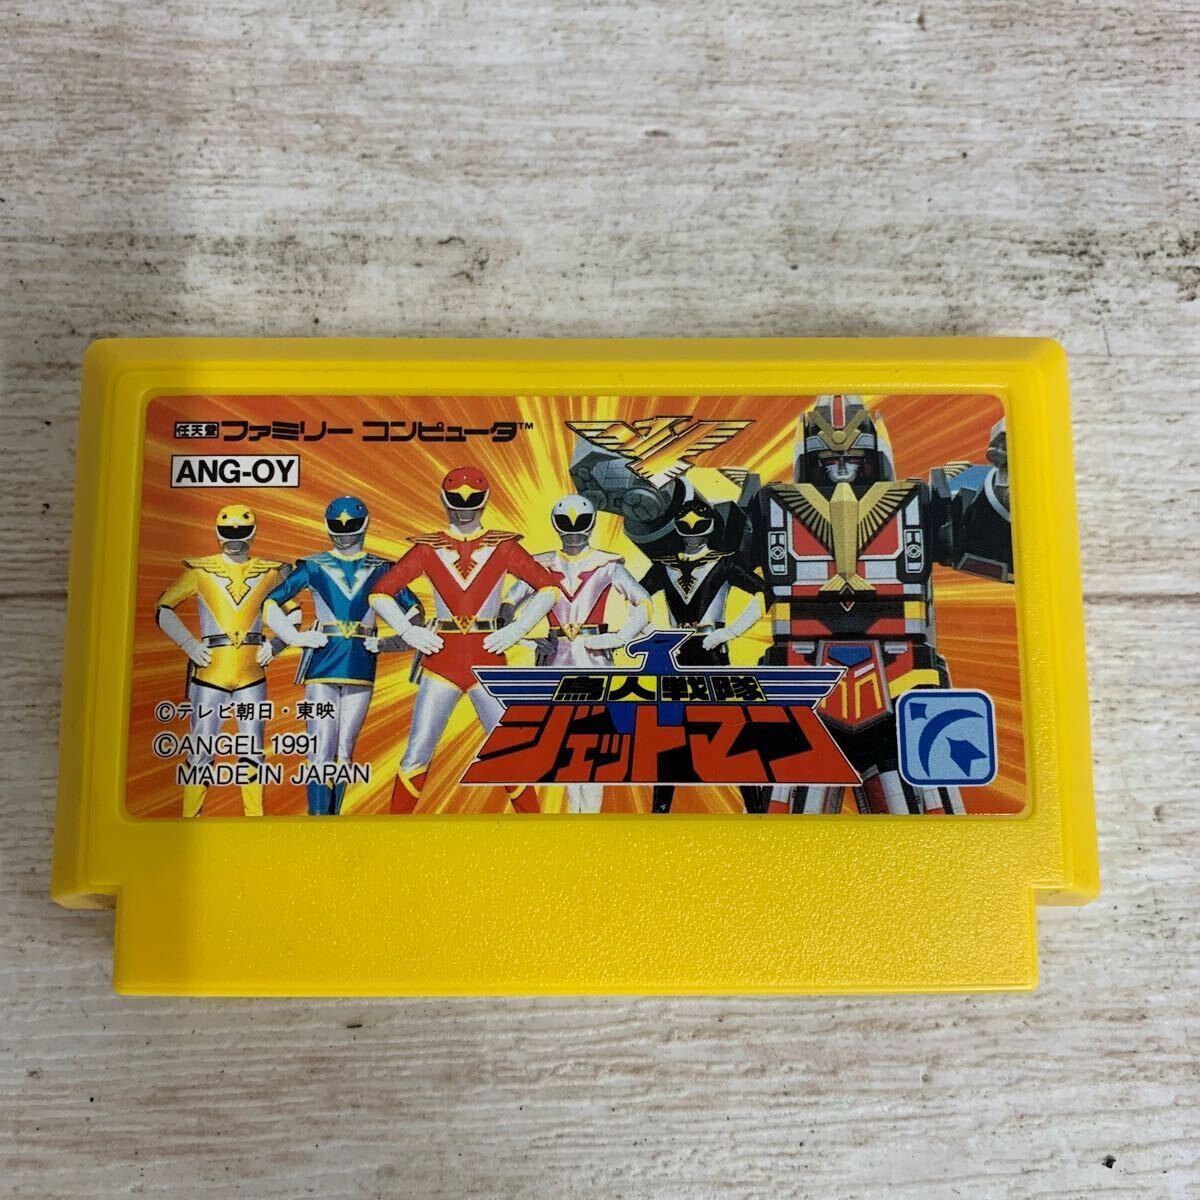 任天堂 ファミリー コンピュータ™
ANG-OY
鳥人戦隊
ジェットマン
©テレビ朝日・東映
©ANGEL 1991
MADE IN JAPAN